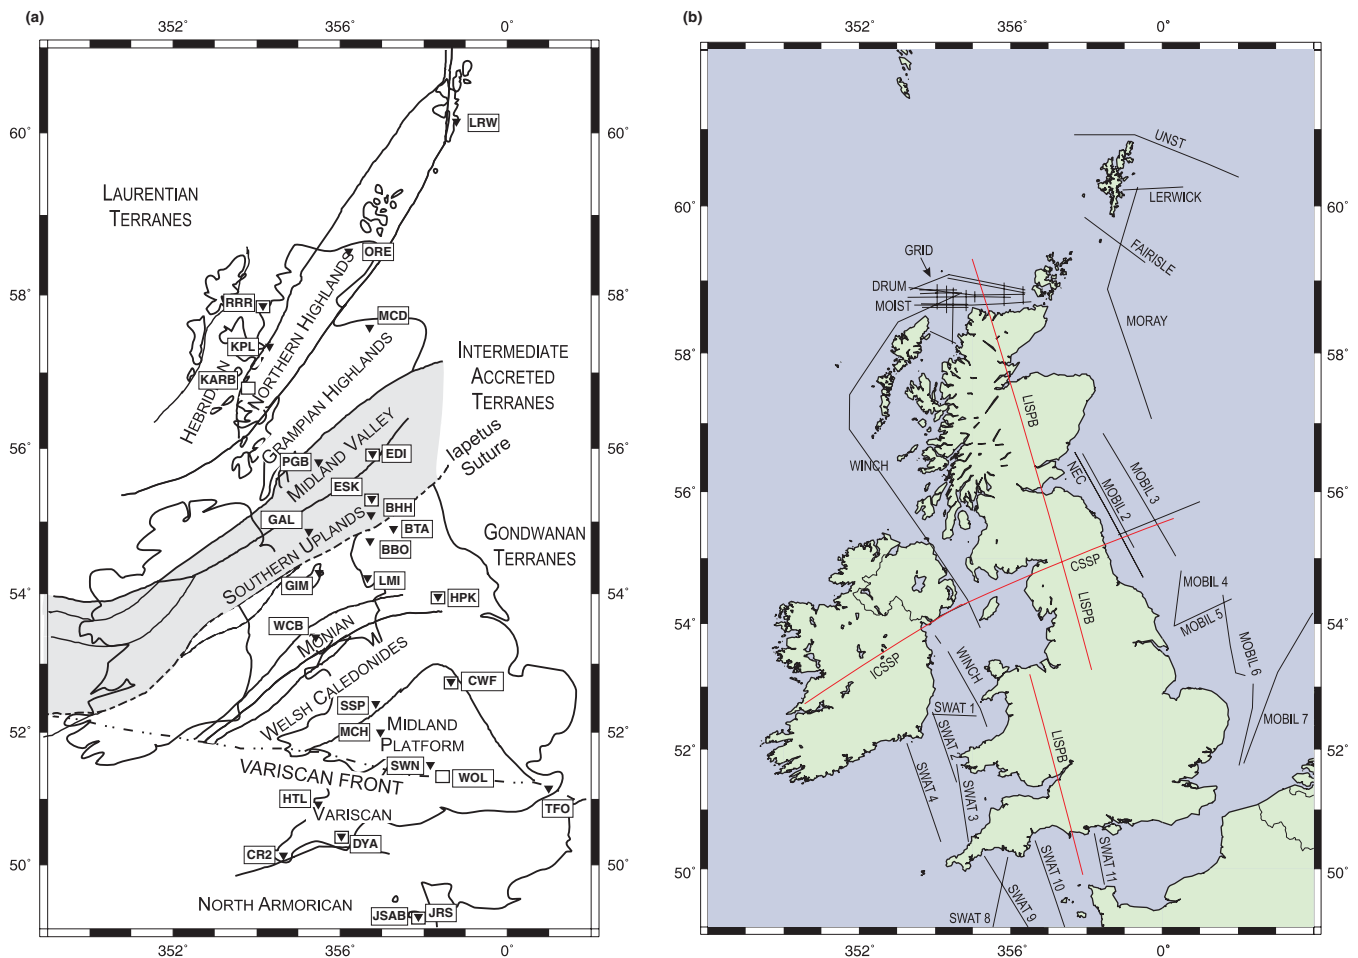 (a)
352˚
356˚
0˚
60˚
60˚
LRW
LAURENTIAN
TERRANES
ORE
58˚
58˚
RRR
MCD
NORTHERN HIGHLANDS
KPL
KARB
INTERMEDIATE
ACCRETED
TERRANES
GRAMPIAN HIGHLANDS
MIDLAND VALLEY
Iapetus
Suture
56˚
56˚
PGB
EDI
ESK
BHH
GAL
BTA
BBO
SOUTHERN UPLANDS
GONDWANAN
TERRANES
GIM
LMI
54˚
54˚
HPK
WCB
MONIAN
WELSH CALEDONIDES
CWF
SSP
MCH
MIDLAND
PLATFORM
52˚
52˚
SWN
WOL
VARISCAN FRONT
HTL
TFO
VARISCAN
DYA
CR2
50˚
50˚
NORTH ARMORICAN
JSAB
JRS
352˚
356˚
0˚
(b)
352˚
356˚
0˚
UNST
60˚
60˚
LERWICK
FAIRISLE
GRID
DRUM
MOIST
MORAY
58˚
58˚
LISPB
WINCH
NEC
MOBIL 2
MOBIL 3
56˚
56˚
CSSP
MOBIL 4
MOBIL 5
LISPB
54˚
54˚
ICSSP
WINCH
MOBIL 6
SWAT 1
MOBIL 7
LISPB
52˚
52˚
SWAT 4
SWAT 3
SWAT 10
SWAT 11
50˚
50˚
SWAT 8
SWAT 9
352˚
356˚
0˚